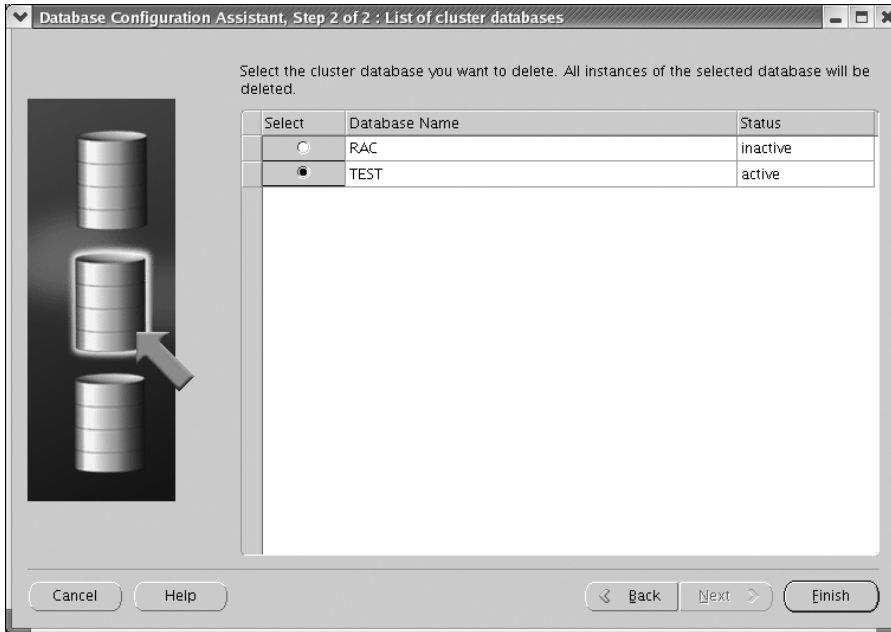 Database Configuration Assistant, Step 2 of 2 : List of cluster databases
Select the cluster database you want to delete. All instances of the selected database will be
deleted.
Select Database Name Status
RAC inactive
TEST active
Cancel Help Back Next Finish